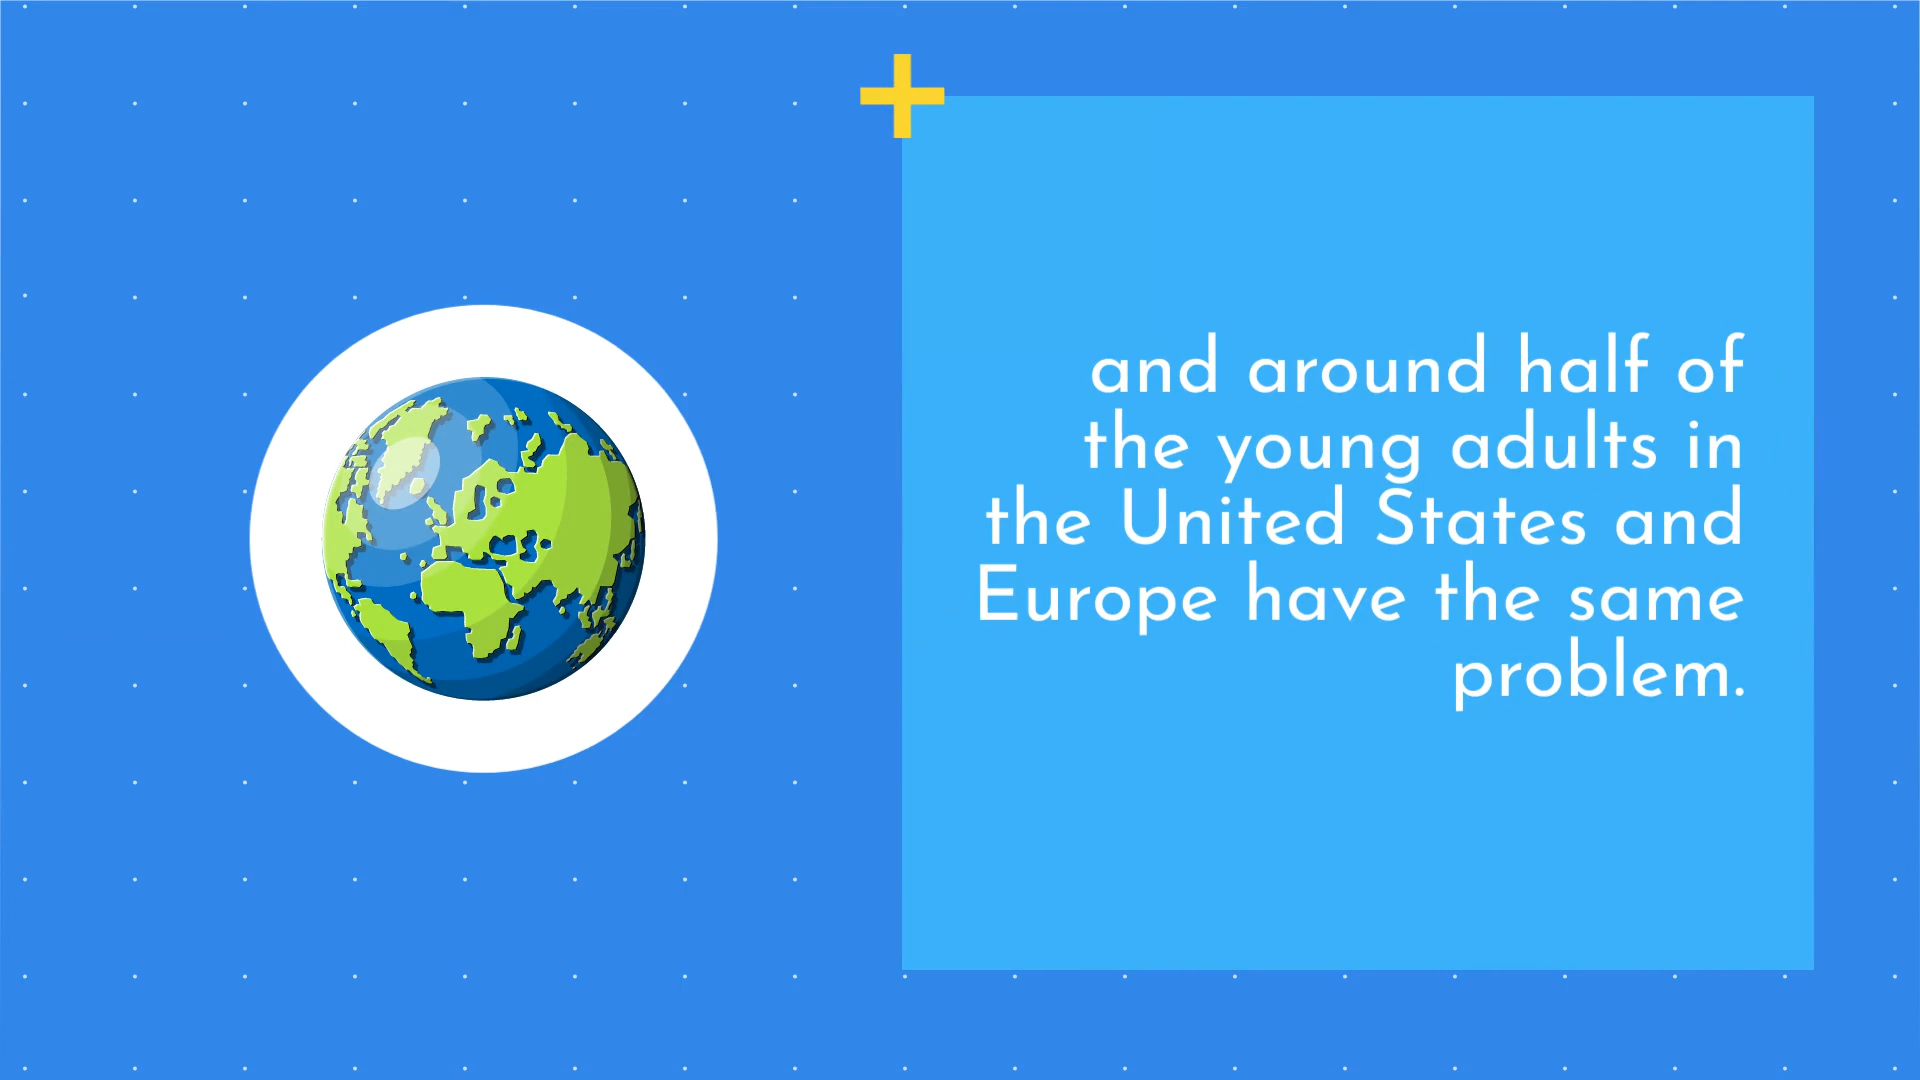 and around half of
the young adults in
the United States and
Europe have the same
problem.